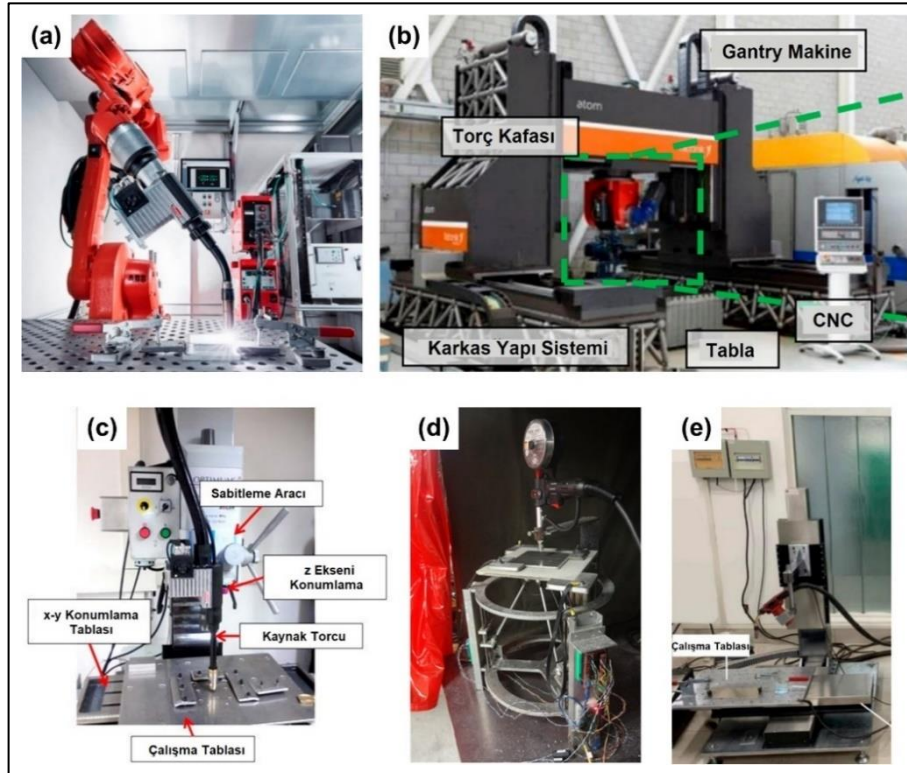 (a)
(b)
Gantry Makine
atom
Torç Kafası
CNC
Karkas Yapı Sistemi
Tabla
(c)
Sabitleme Aracı
z Ekseni
Konumlama
x-y Konumlama
Tablası
Kaynak Torcu
Çalışma Tablası
(d)
(e)
Çalışma Tablası